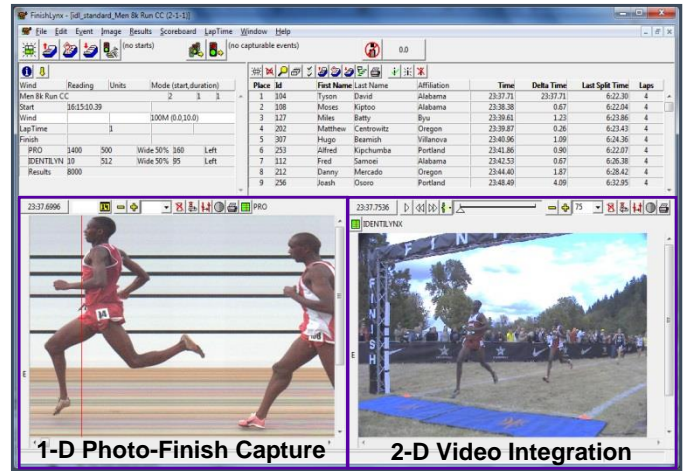 FinishLynx - [idl_standard_Men 8k Run CC (2-1-1)]
File Edit Event Image Results Scoreboard LapTime Window Help
(no starts) (no capturable events) 0.0
Wind Reading Units Mode (start,duration)
Men 8k Run CC 2 1 1
Start 16:15:10.39
Wind 100M (0.0,10.0)
LapTime 1
Finish
PRO 1400 500 Wide 50% 160 Left
IDENTILYN 10 512 Wide 50% 95 Left
Results 8000
Place Id First Name Last Name Affiliation Time Delta Time Last Split Time Laps
1 104 Tyson David Alabama 23:37.71 23:37.71 6:22.30 4
2 108 Moses Kiptoo Alabama 23:38.38 0.67 6:22.04 4
3 127 Miles Batty Byu 23:39.61 1.23 6:23.86 4
4 202 Matthew Centrowitz Oregon 23:39.87 0.26 6:23.43 4
5 307 Hugo Beamish Villanova 23:40.96 1.09 6:24.36 4
6 253 Alfred Kipchumba Portland 23:41.86 0.90 6:22.07 4
7 112 Fred Samoei Alabama 23:42.53 0.67 6:26.38 4
8 212 Danny Mercado Oregon 23:44.40 1.87 6:28.42 4
9 256 Joash Osoro Portland 23:48.49 4.09 6:32.95 4
23:37.6996 PRO
23:37.7536 75
IDENTILYNX
E
E
FINISH
1-D Photo-Finish Capture
2-D Video Integration